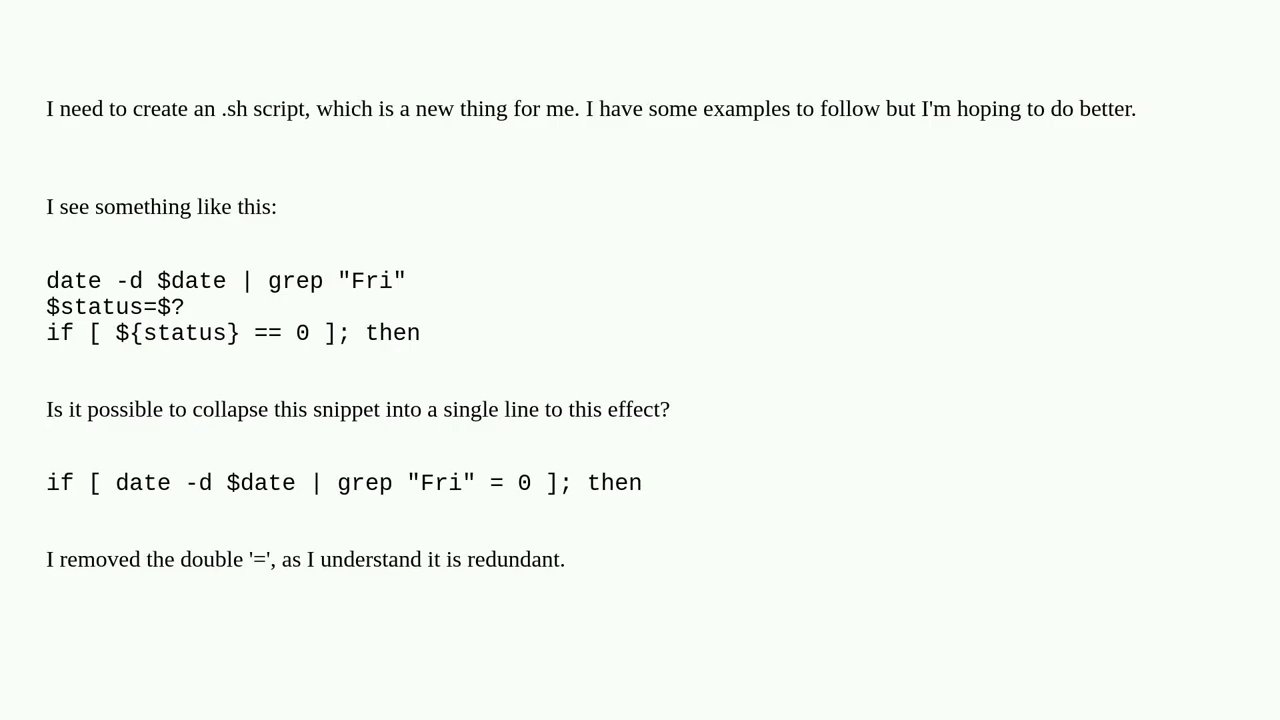 I need to create an .sh script, which is a new thing for me. I have some examples to follow but I'm hoping to do better.
I see something like this:
date -d $date | grep "Fri"
$status=$?
if [ ${status} == 0 ]; then
Is it possible to collapse this snippet into a single line to this effect?
if [ date -d $date | grep "Fri" = 0 ]; then
I removed the double '=', as I understand it is redundant.